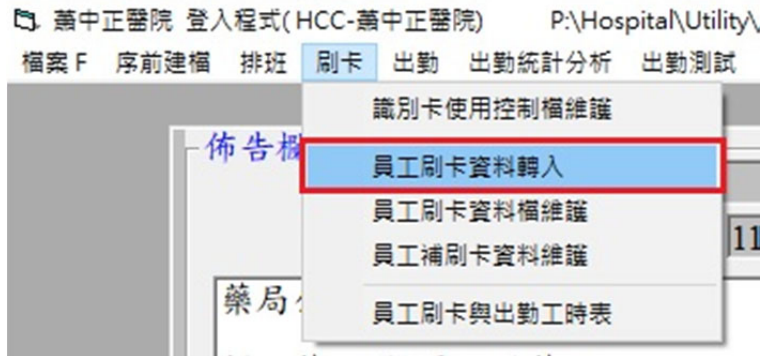 蕭中正醫院 登入程式(HCC-蕭中正醫院) P:\Hospital\Utility\
檔案 F 序前建檔 排班 刷卡 出勤 出勤統計分析 出勤測試
識別卡使用控制檔維護
佈告欄
員工刷卡資料轉入
員工刷卡資料檔維護
員工補刷卡資料維護
11
藥局
員工刷卡與出勤工時表